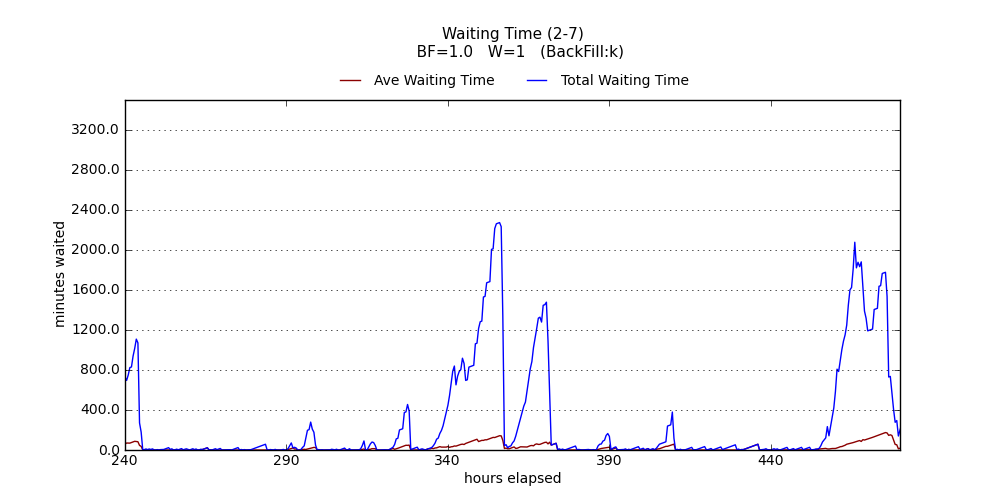 Waiting Time (2-7)
BF=1.0 W=1 (BackFill:k)
Ave Waiting Time
Total Waiting Time
3200.0
2800.0
2400.0
2000.0
1600.0
1200.0
800.0
400.0
0.0
minutes waited
240
290
340
390
440
hours elapsed